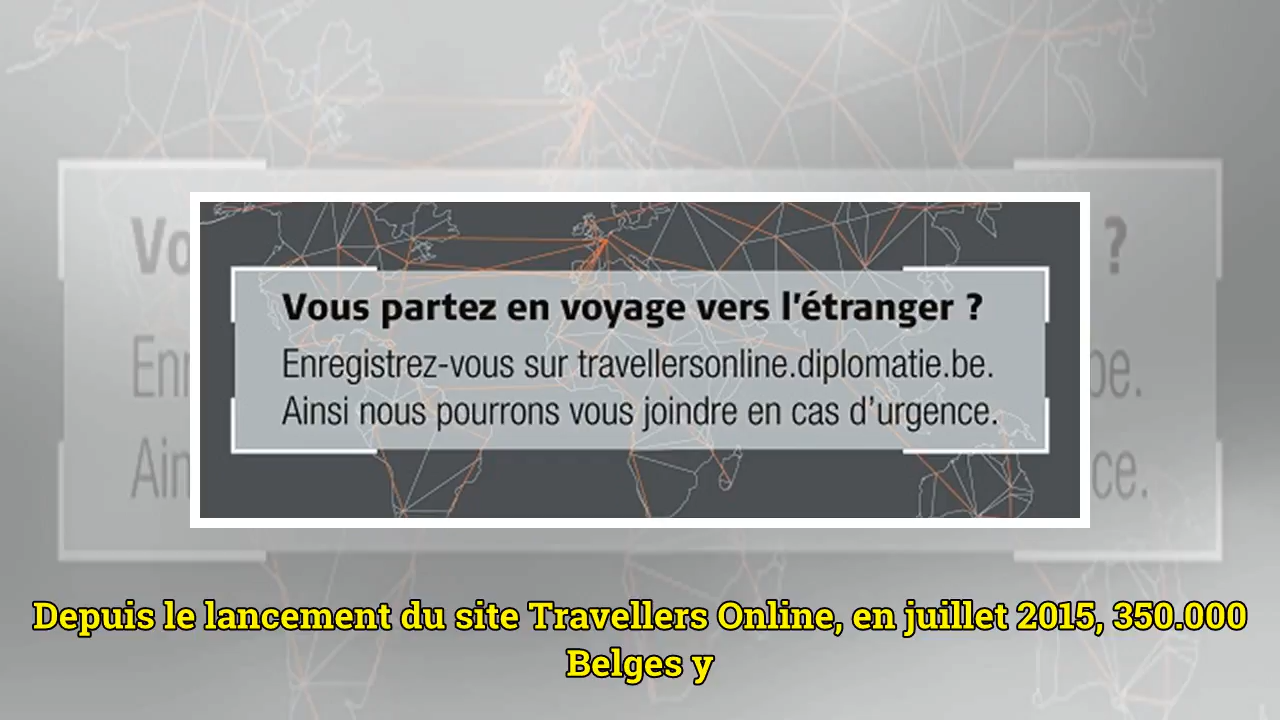 Vous partez en voyage vers l'étranger ?
Enregistrez-vous sur travellersonline.diplomatie.be.
Ainsi nous pourrons vous joindre en cas d'urgence.
Depuis le lancement du site Travellers Online, en juillet 2015, 350.000
Belges y